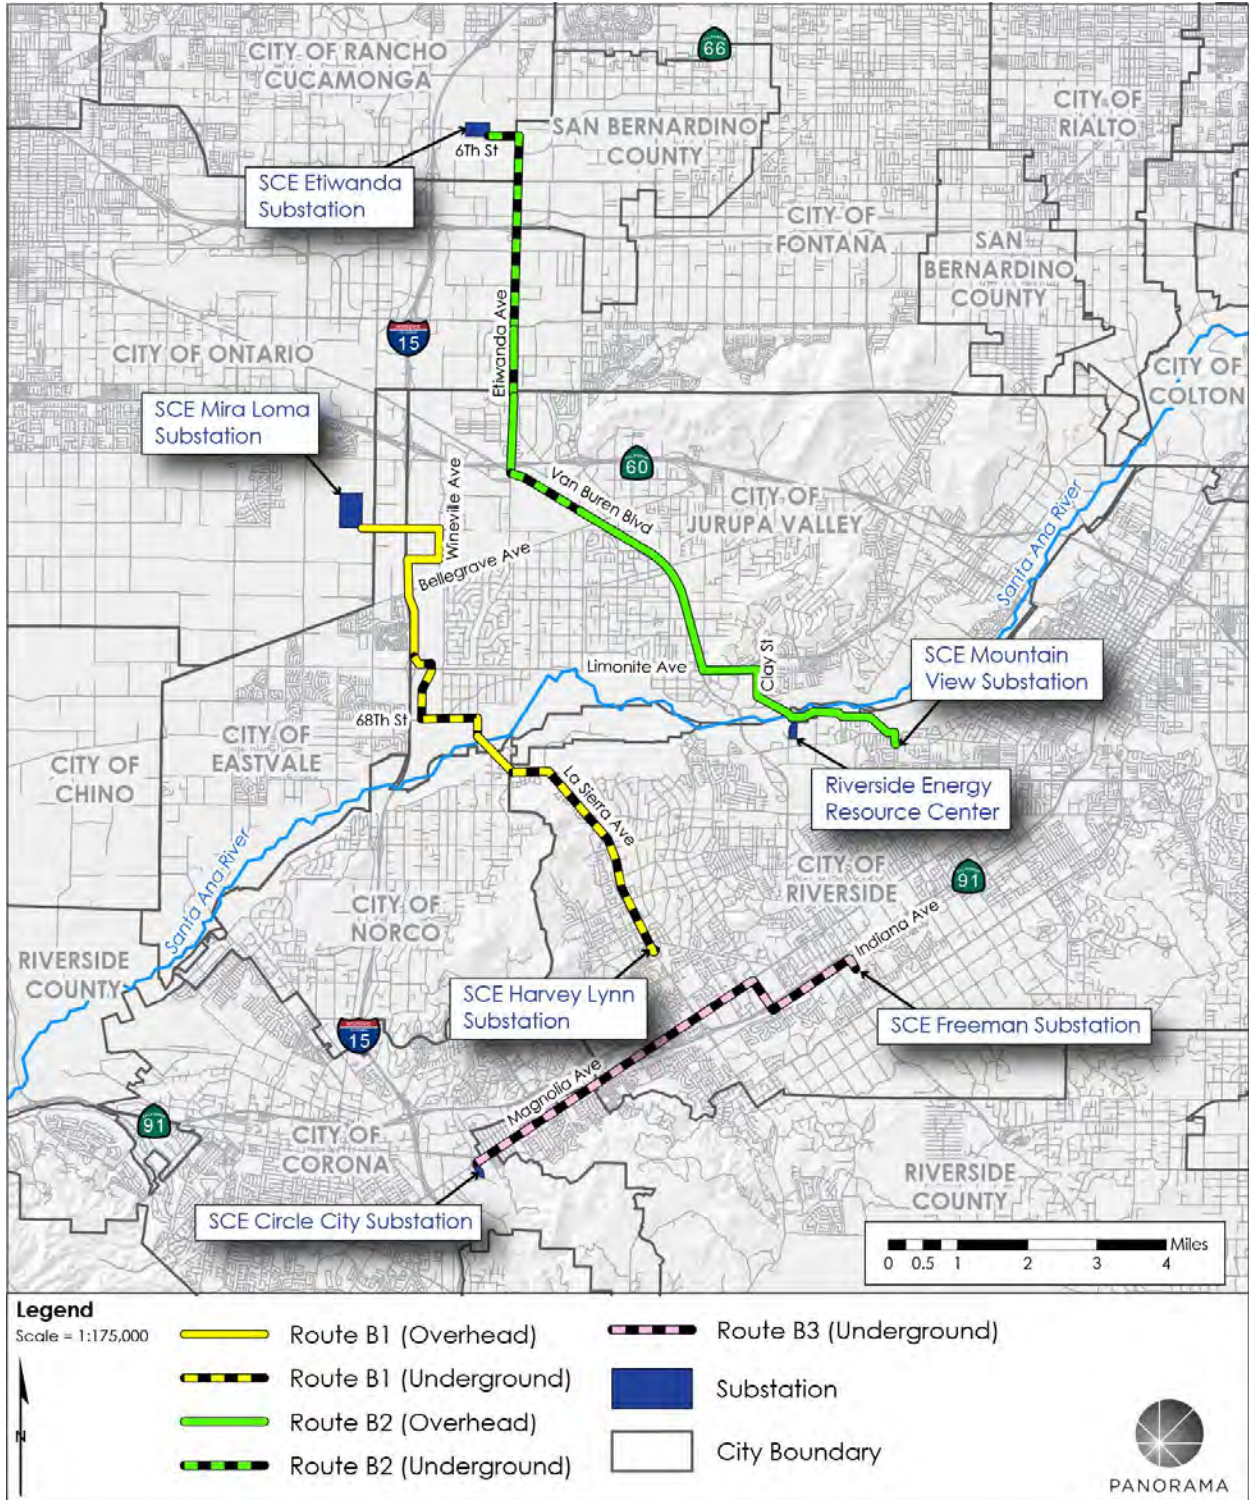 CITY OF RANCHO
CUCAMONGA
CALIFORNIA
66
CITY OF
RIALTO
SAN BERNARDINO
COUNTY
6Th St
SCE Etiwanda
Substation
CITY OF
FONTANA
SAN
BERNARDINO
COUNTY
Etiwanda Ave
15
CITY OF ONTARIO
CITY OF
COLTON
SCE Mira Loma
Substation
60
Wineville Ave
Van Buren Blvd
CITY OF
JURUPA VALLEY
Bellegrave Ave
Santa Ana River
Limonite Ave
Clay St
SCE Mountain
View Substation
68Th St
CITY OF
EASTVALE
CITY OF
CHINO
La Sierra Ave
Riverside Energy
Resource Center
Santa Ana River
CITY OF
RIVERSIDE
91
CITY OF
NORCO
Indiana Ave
RIVERSIDE
COUNTY
SCE Harvey Lynn
Substation
SCE Freeman Substation
15
Magnolia Ave
91
CITY OF
CORONA
RIVERSIDE
COUNTY
SCE Circle City Substation
Miles
0 0.5 1 2 3 4
Legend
Scale = 1:175,000
N
Route B1 (Overhead)
Route B1 (Underground)
Route B2 (Overhead)
Route B2 (Underground)
Route B3 (Underground)
Substation
City Boundary
PANORAMA